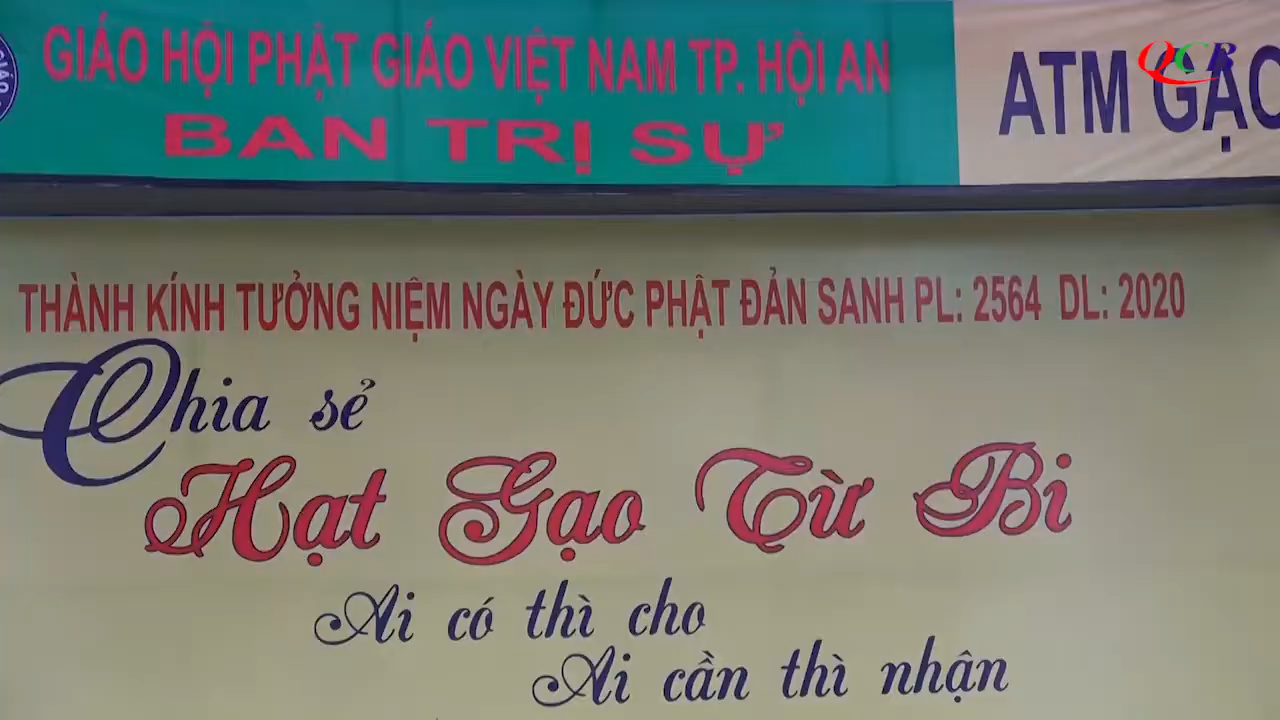 GIÁO HỘI PHẬT GIÁO VIỆT NAM TP. HỘI AN
BAN TRỊ SỰ
ATM GẠO
QCB
THÀNH KÍNH TƯỞNG NIỆM NGÀY ĐỨC PHẬT ĐẢN SANH PL: 2564 DL: 2020
Chia sẻ
Hạt Gạo Từ Bi
Ai có thì cho
Ai cần thì nhận